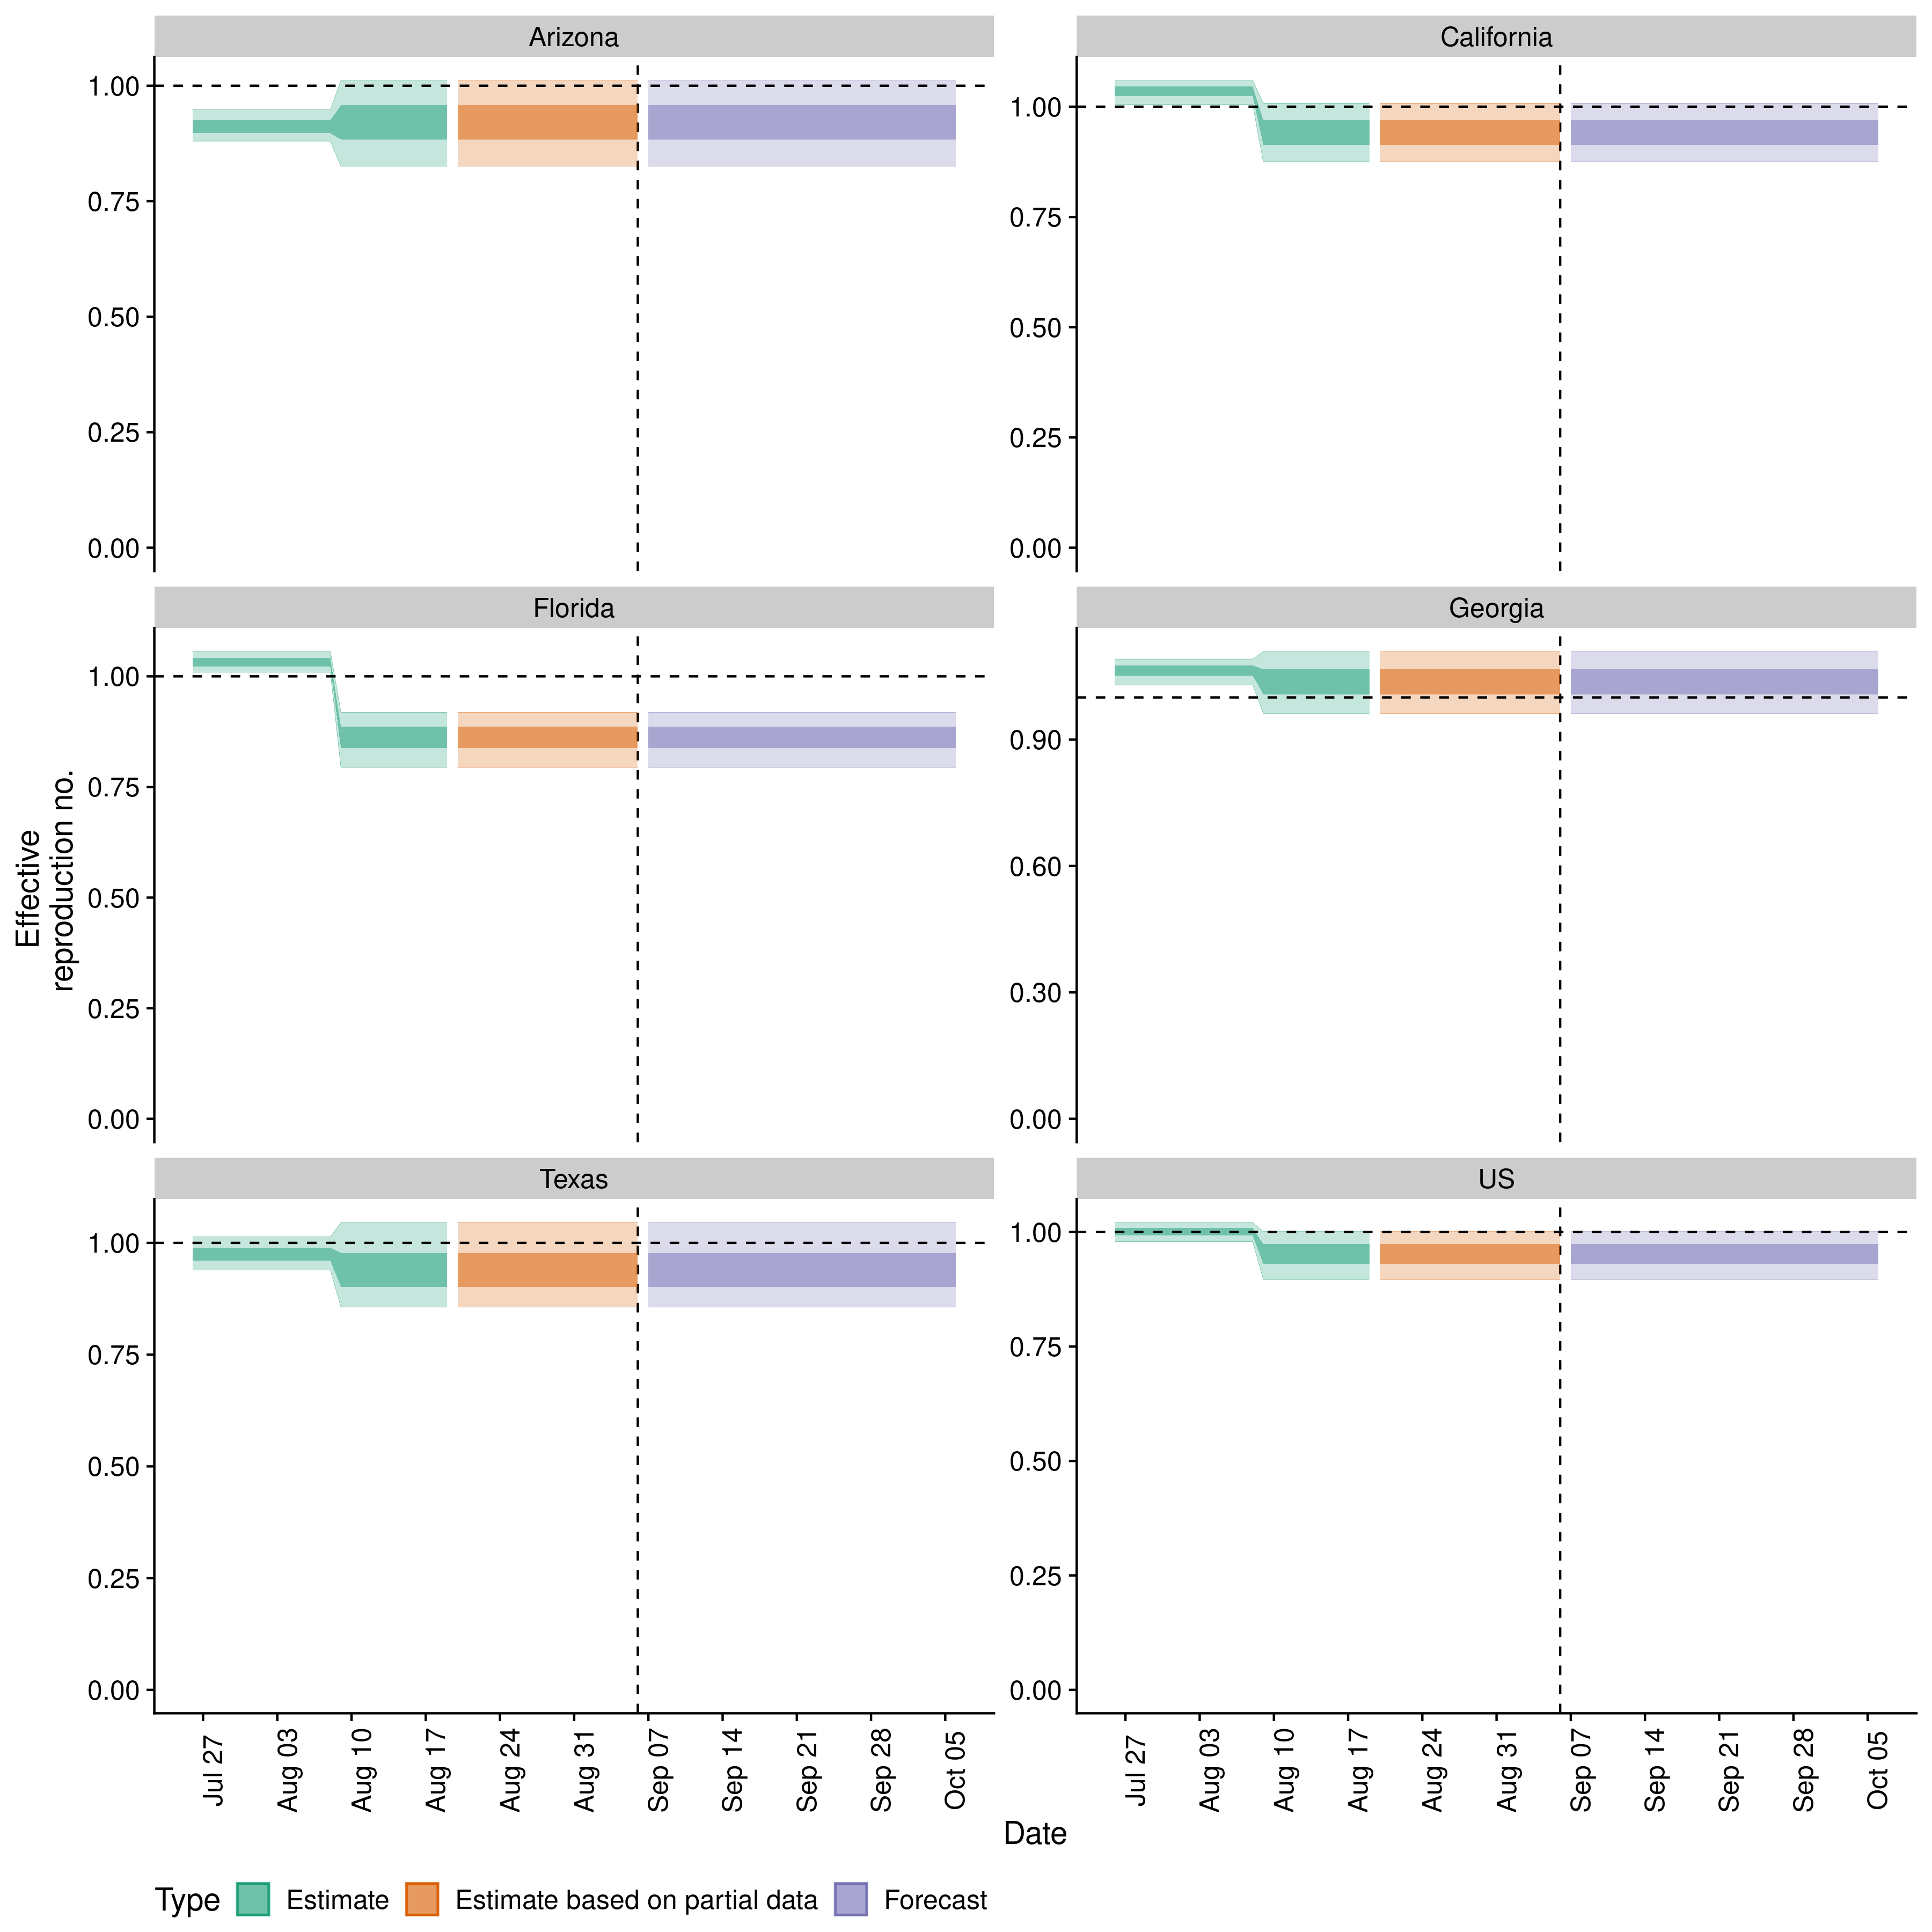 Arizona
California
1.00
0.75
0.50
0.25
0.00
1.00
0.75
0.50
0.25
0.00
Florida
Georgia
1.00
0.75
0.50
0.25
0.00
0.90
0.60
0.30
0.00
Texas
US
1.00
0.75
0.50
0.25
0.00
1.00
0.75
0.50
0.25
0.00
Effective
reproduction no.
Jul 27
Aug 03
Aug 10
Aug 17
Aug 24
Aug 31
Sep 07
Sep 14
Sep 21
Sep 28
Oct 05
Jul 27
Aug 03
Aug 10
Aug 17
Aug 24
Aug 31
Sep 07
Sep 14
Sep 21
Sep 28
Oct 05
Date
Type Estimate Estimate based on partial data Forecast